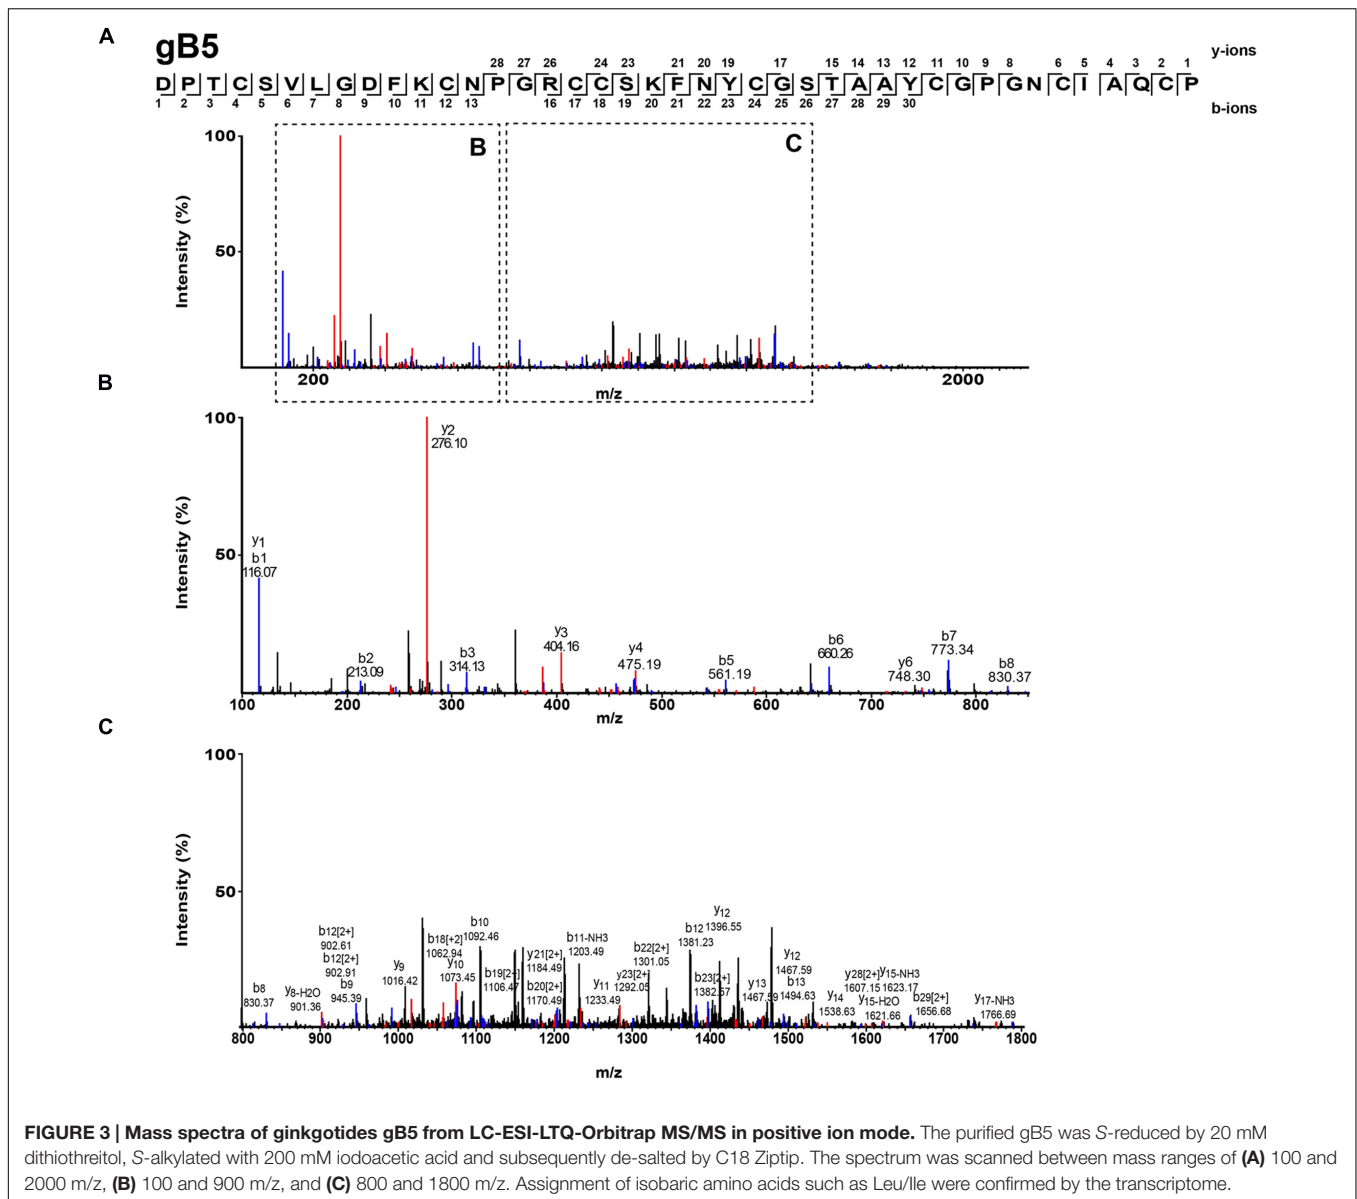 A
gB5
28 27 26 24 23 21 20 19 17 15 14 13 12 11 10 9 8 6 5 4 3 2 1 y-ions
D P T C S V L G D F K C N P G R C C S K F N Y C G S T A A Y C G P G N C I A Q C P
1 2 3 4 5 6 7 8 9 10 11 12 13 16 17 18 19 20 21 22 23 24 25 26 27 28 29 30 b-ions
100
B
C
50
Intensity (%)
200 2000
m/z
B
100
y2
276.10
50
Intensity (%)
y1
b1
116.07
b2
213.09
b3
314.13
y3
404.16
y4
475.19
b5
561.19
b6
660.26
y6
748.30
b7
773.34
b8
830.37
100 200 300 400 500 600 700 800
m/z
C
100
50
Intensity (%)
b8
830.37
y8-H2O
901.36
b12[2+]
902.61
b12[2+]
902.91
b9
945.39
y9
1016.42
b18[+2]
1062.94
y10
1073.45
b10
1092.46
b19[2+]
1106.47
y21[2+]
1184.49
b20[2+]
1170.49
b11-NH3
1203.49
y11
1233.49
y23[2+]
1292.05
b22[2+]
1301.05
b12
1381.23
b23[2+]
1382.57
y12
1396.55
y13
1467.59
y12
1467.59
b13
1494.63
y14
1538.63
y28[2+]
1607.15
y15-H2O
1621.66
y15-NH3
1623.17
b29[2+]
1656.68
y17-NH3
1766.69
800 900 1000 1100 1200 1300 1400 1500 1600 1700 1800
m/z
FIGURE 3 | Mass spectra of ginkgotides gB5 from LC-ESI-LTQ-Orbitrap MS/MS in positive ion mode. The purified gB5 was S-reduced by 20 mM
dithiothreitol, S-alkylated with 200 mM iodoacetic acid and subsequently de-salted by C18 Ziptip. The spectrum was scanned between mass ranges of (A) 100 and
2000 m/z, (B) 100 and 900 m/z, and (C) 800 and 1800 m/z. Assignment of isobaric amino acids such as Leu/Ile were confirmed by the transcriptome.